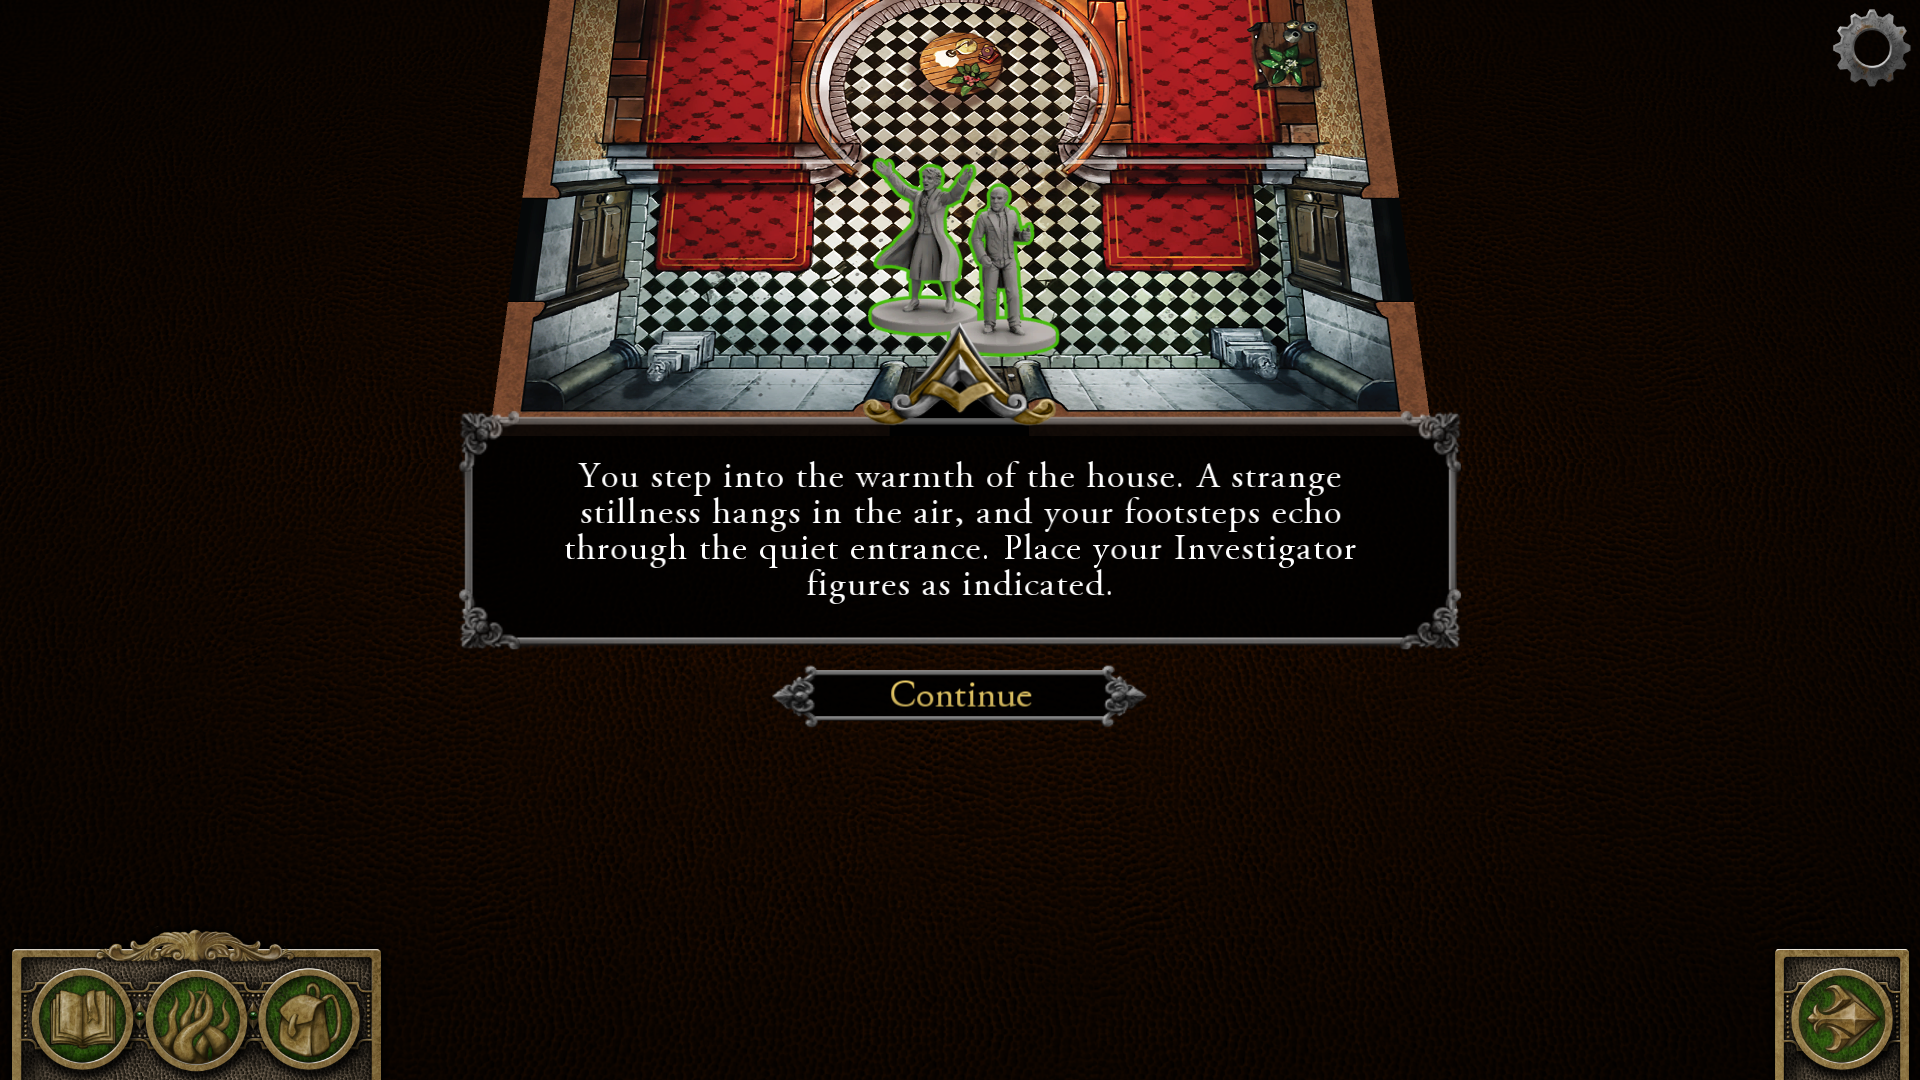 You step into the warmth of the house. A strange
stillness hangs in the air, and your footsteps echo
through the quiet entrance. Place your Investigator
figures as indicated.
Continue